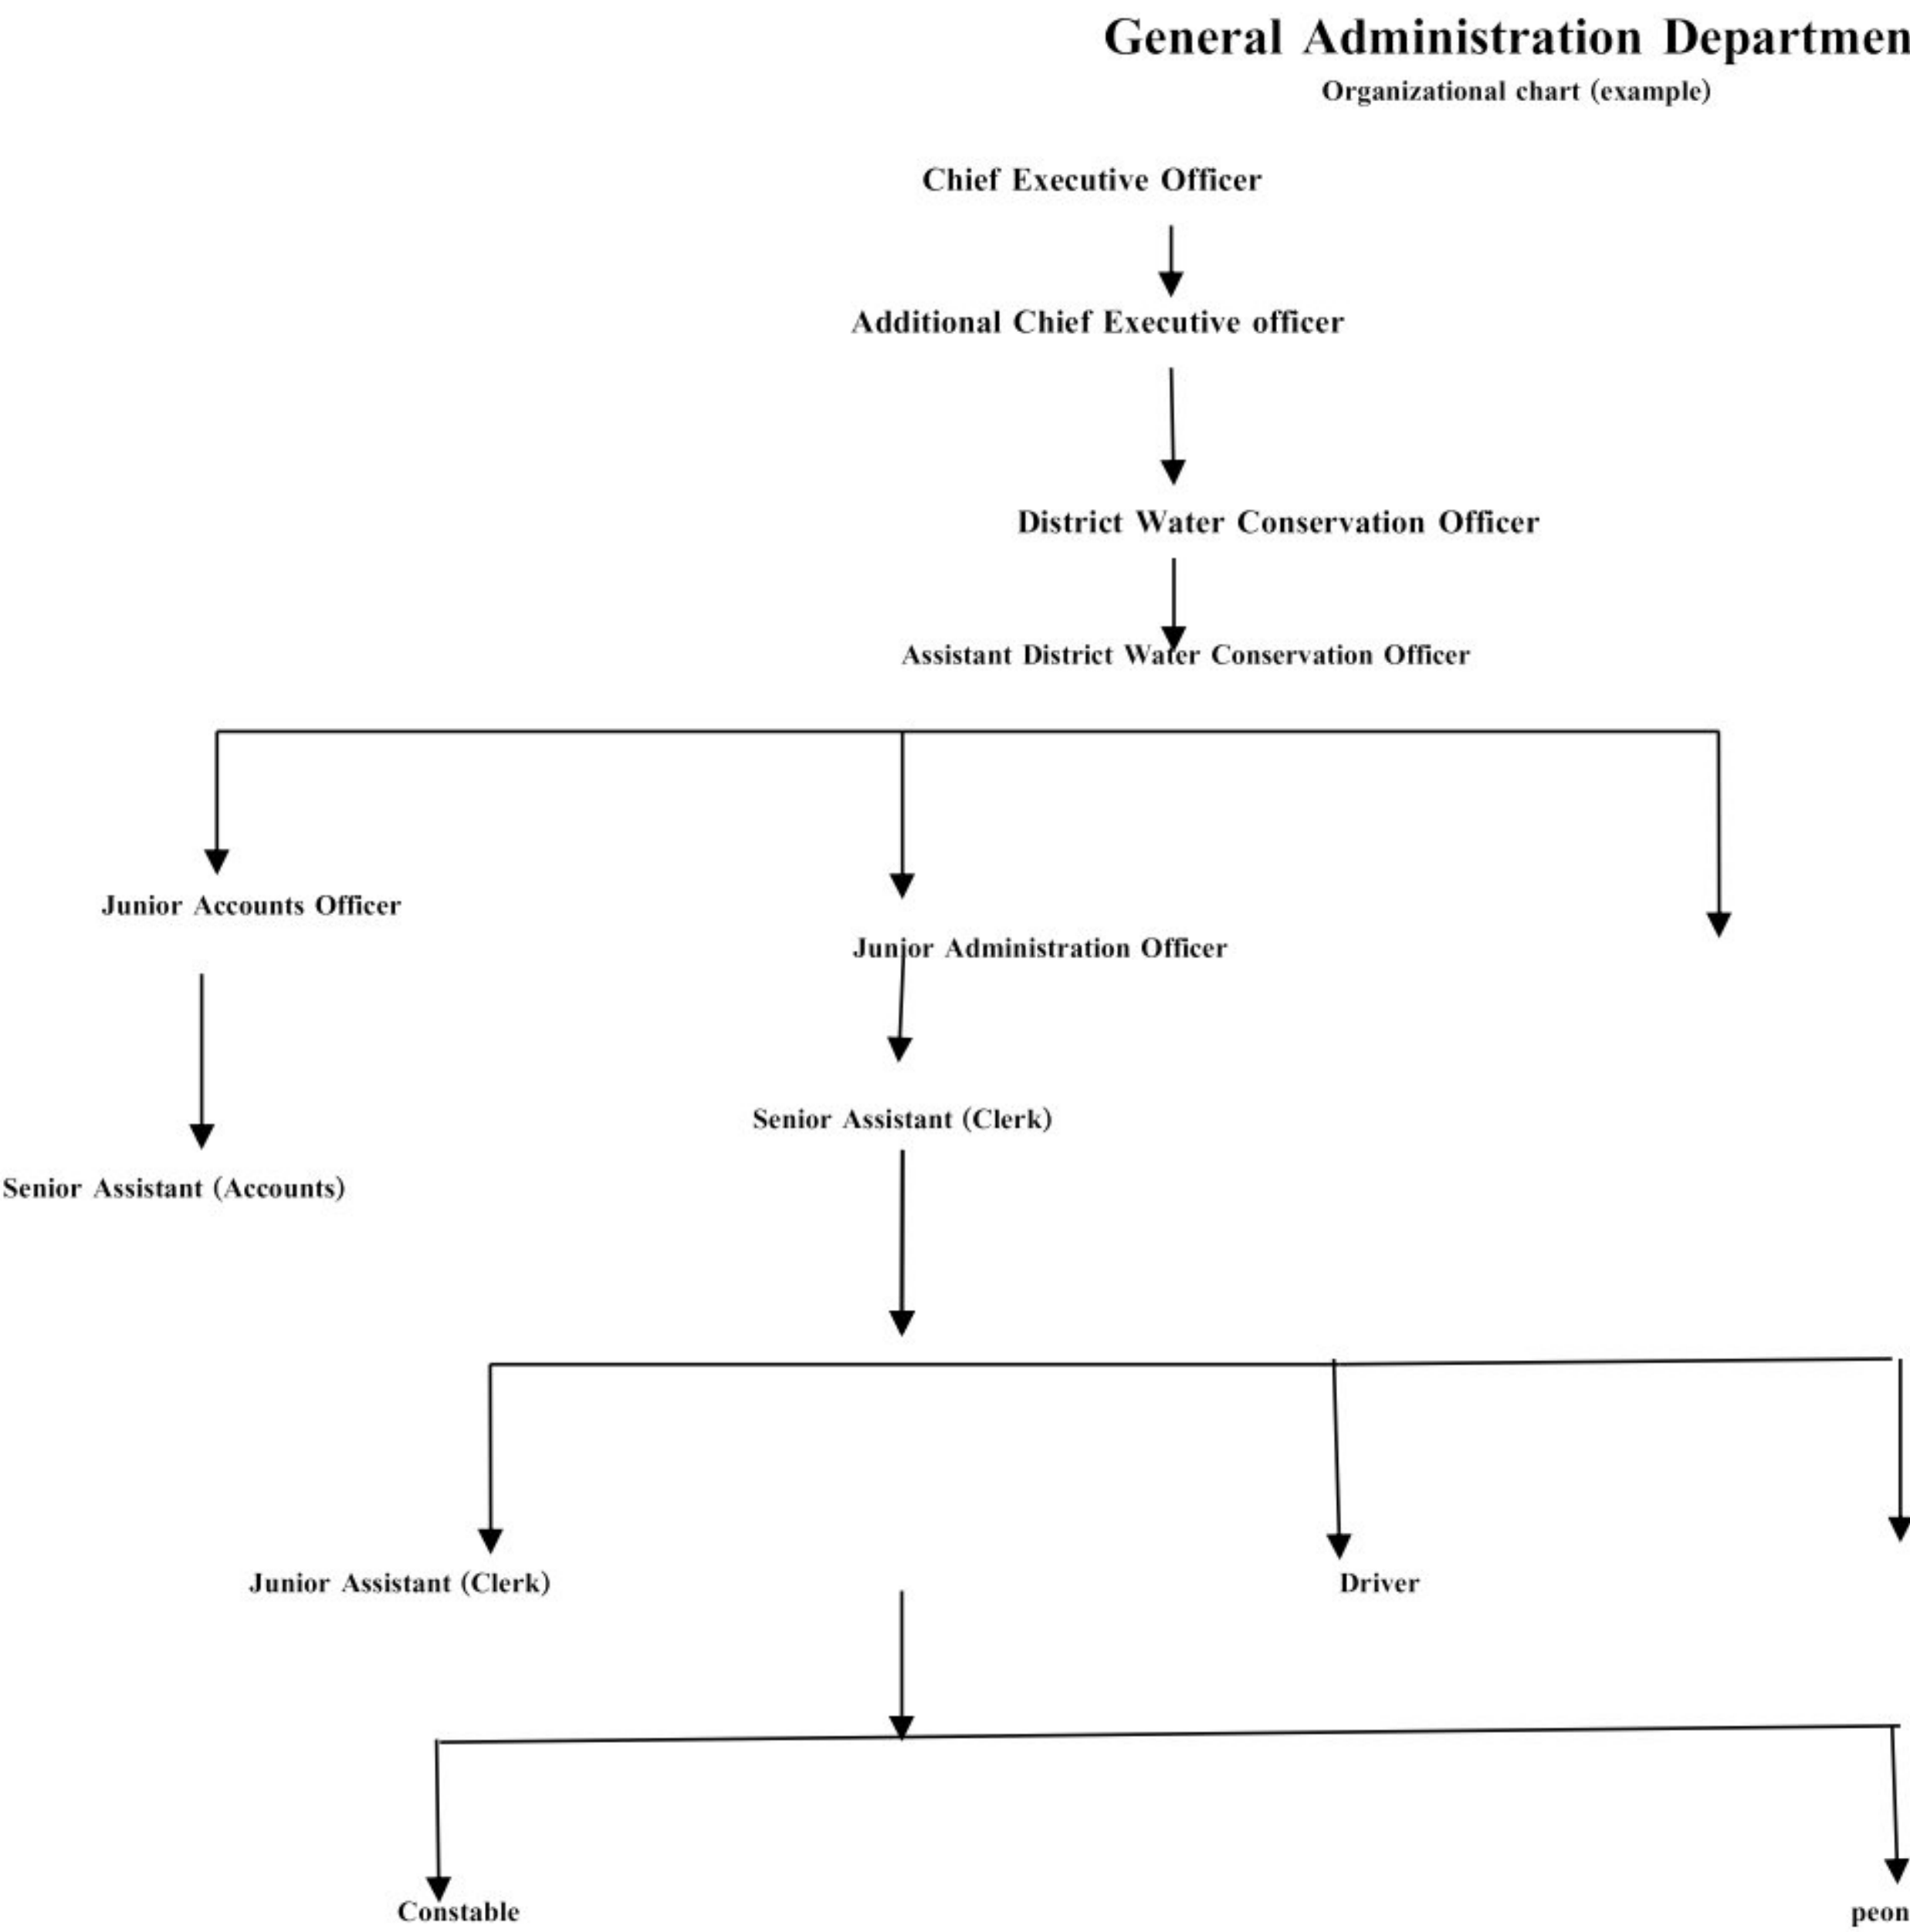 General Administration Departmen
Organizational chart (example)
Chief Executive Officer
Additional Chief Executive officer
District Water Conservation Officer
Assistant District Water Conservation Officer
Junior Accounts Officer
Junior Administration Officer
Senior Assistant (Clerk)
Senior Assistant (Accounts)
Junior Assistant (Clerk)
Driver
Constable
peon